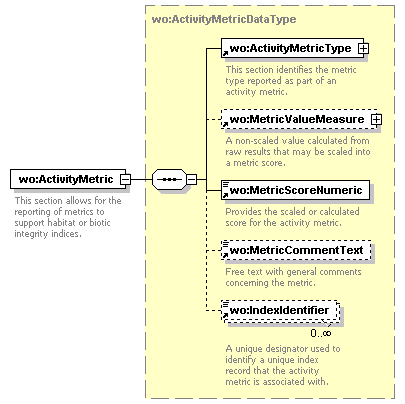 wo:ActivityMetricDataType
wo:ActivityMetricType
This section identifies the metric
type reported as part of an
activity metric.
wo:MetricValueMeasure
A non-scaled value calculated from
raw results that may be scaled into
a metric score.
wo:ActivityMetric
This section allows for the
reporting of metrics to
support habitat or biotic
integrity indices.
wo:MetricScoreNumeric
Provides the scaled or calculated
score for the activity metric.
wo:MetricCommentText
Free text with general comments
concerning the metric.
wo:IndexIdentifier
0..∞
A unique designator used to
identify a unique index
record that the activity
metric is associated with.